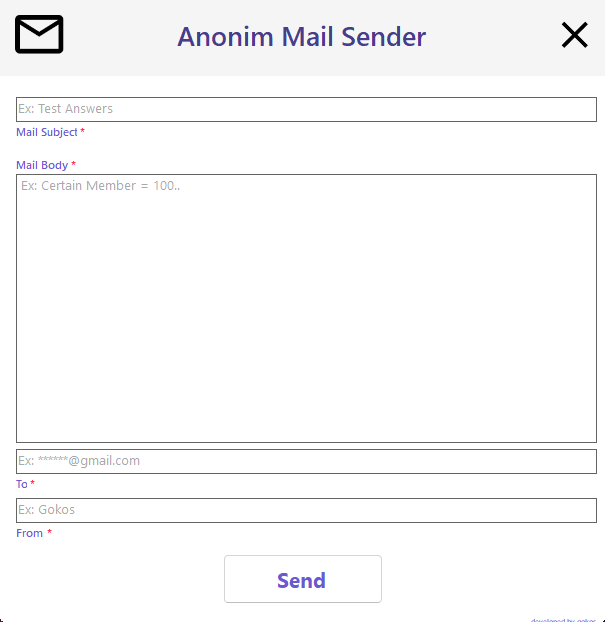 Anonim Mail Sender
Ex: Test Answers
Mail Subject *
Mail Body *
Ex: Certain Member = 100..
Ex: ******@gmail.com
To *
Ex: Gokos
From *
Send
developed by gokos